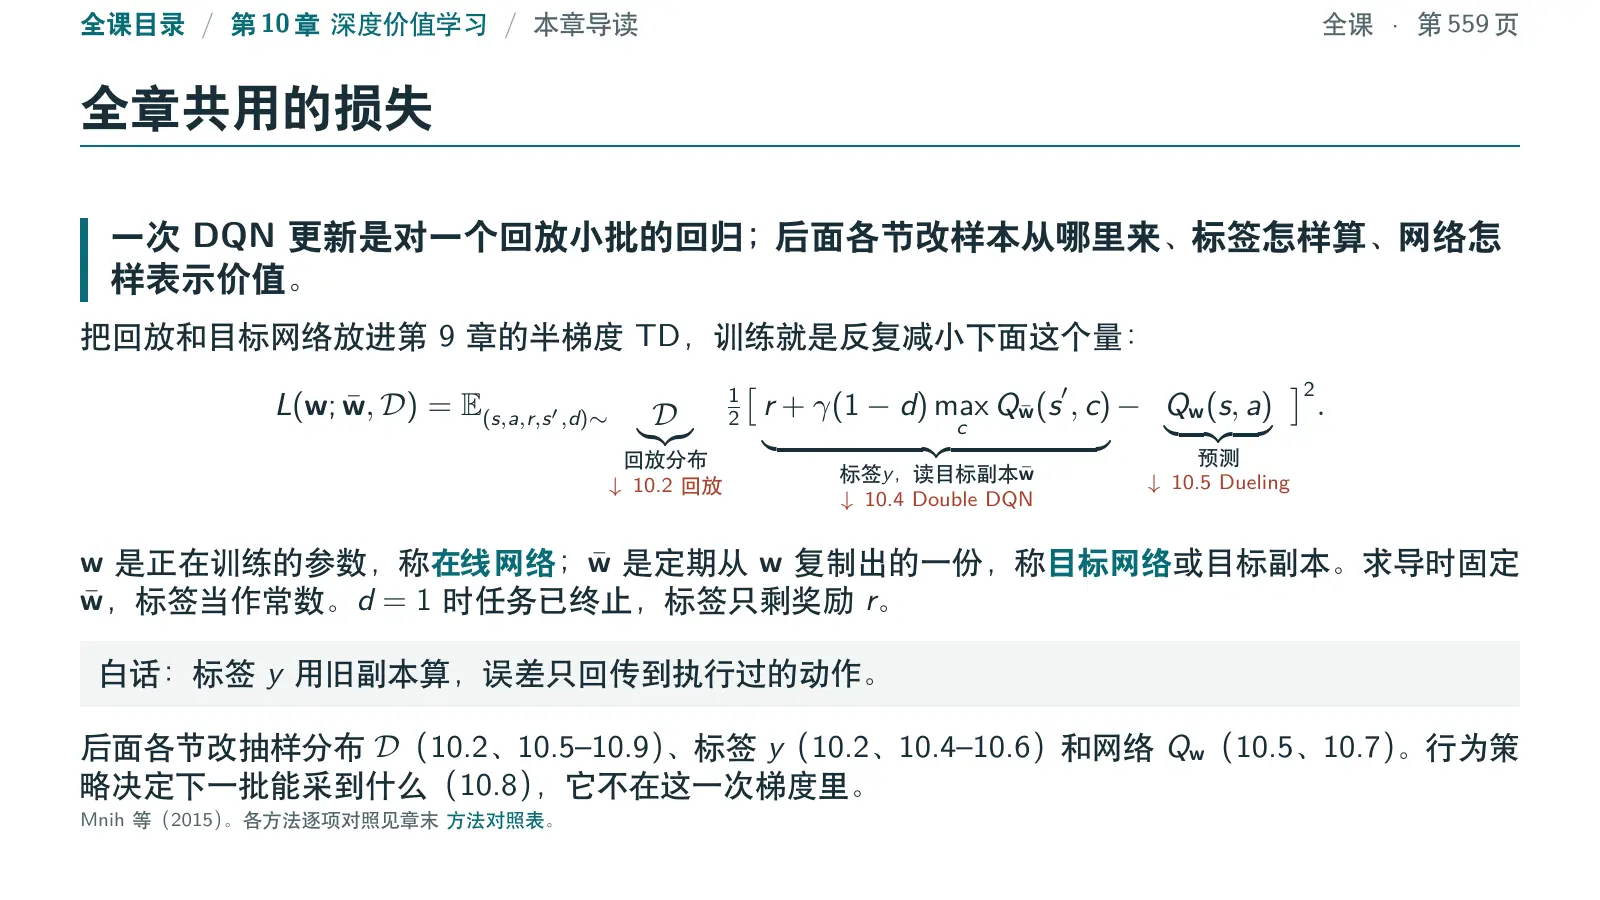 全课目录 / 第 10 章 深度价值学习 / 本章导读
全课 · 第 559 页
全章共用的损失
一次 DQN 更新是对一个回放小批的回归；后面各节改样本从哪里来、标签怎样算、网络怎
样表示价值。
把回放和目标网络放进第 9 章的半梯度 TD，训练就是反复减小下面这个量：
L(w; w̄, 𝒟) = 𝔼_(s,a,r,s′,d)∼ 𝒟 ½[ r + γ(1 − d) max_c Q_w̄(s′, c) − Q_w(s, a) ]².
回放分布
↓ 10.2 回放
标签y，读目标副本w̄
↓ 10.4 Double DQN
预测
↓ 10.5 Dueling
w 是正在训练的参数，称在线网络；w̄ 是定期从 w 复制出的一份，称目标网络或目标副本。求导时固定
w̄，标签当作常数。d = 1 时任务已终止，标签只剩奖励 r。
白话：标签 y 用旧副本算，误差只回传到执行过的动作。
后面各节改抽样分布 𝒟（10.2、10.5–10.9）、标签 y（10.2、10.4–10.6）和网络 Q_w（10.5、10.7）。行为策
略决定下一批能采到什么（10.8），它不在这一次梯度里。
Mnih 等（2015）。各方法逐项对照见章末 方法对照表。